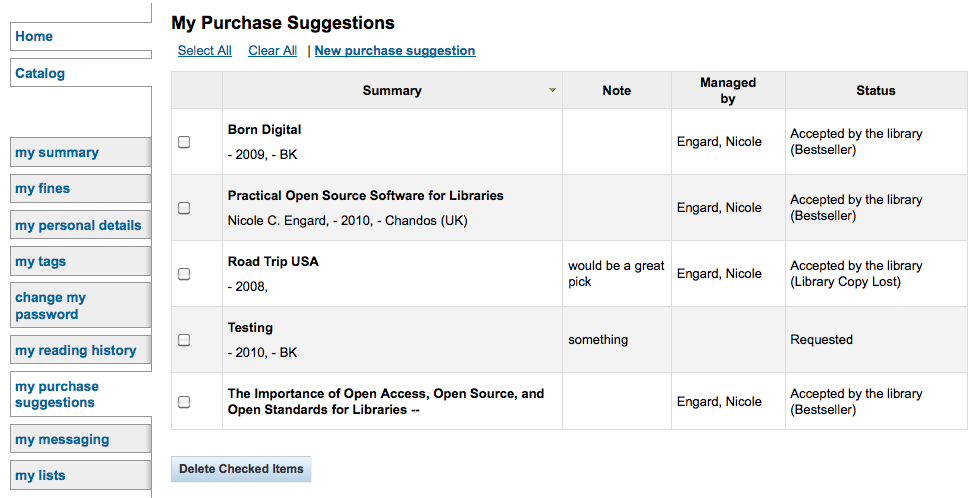 Home
Catalog
my summary
my fines
my personal details
my tags
change my
password
my reading history
my purchase
suggestions
my messaging
my lists
My Purchase Suggestions
Select All Clear All | New purchase suggestion
Summary Note Managed
by Status
Born Digital
- 2009, - BK
Engard, Nicole
Accepted by the library
(Bestseller)
Practical Open Source Software for Libraries
Nicole C. Engard, - 2010, - Chandos (UK)
Engard, Nicole
Accepted by the library
(Bestseller)
Road Trip USA
- 2008,
would be a great
pick
Engard, Nicole
Accepted by the library
(Library Copy Lost)
Testing
- 2010, - BK
something
Requested
The Importance of Open Access, Open Source, and
Open Standards for Libraries --
Engard, Nicole
Accepted by the library
(Bestseller)
Delete Checked Items